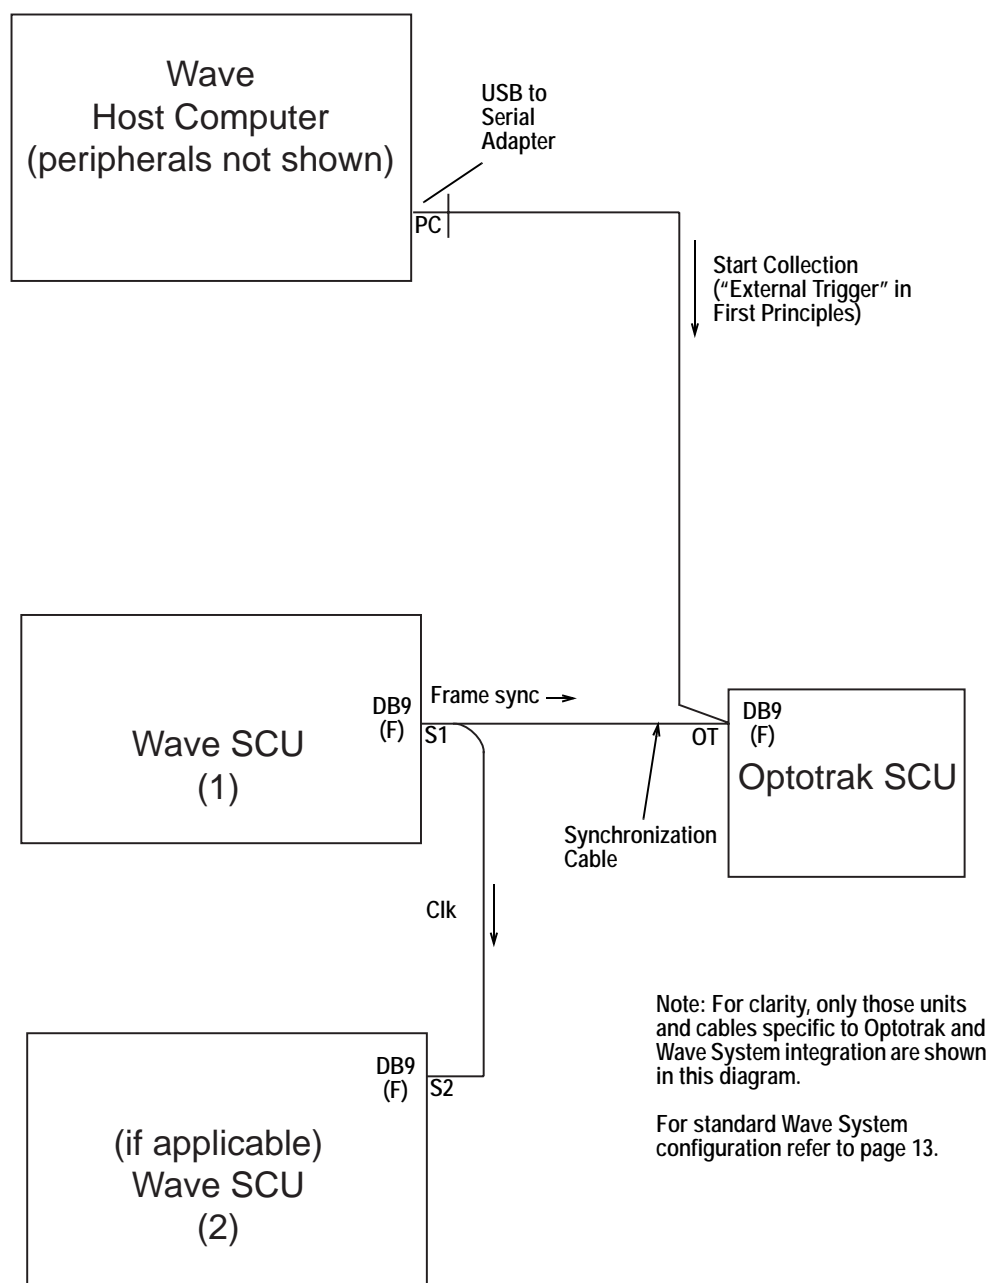 Wave
Host Computer
(peripherals not shown)
USB to
Serial
Adapter
PC
Start Collection
(“External Trigger” in
First Principles)
DB9
(F)
Frame sync
S1
OT
DB9
(F)
Wave SCU
(1)
Optotrak SCU
Synchronization
Cable
Clk
Note: For clarity, only those units
and cables specific to Optotrak and
Wave System integration are shown
in this diagram.
For standard Wave System
configuration refer to page 13.
DB9
(F)
S2
(if applicable)
Wave SCU
(2)